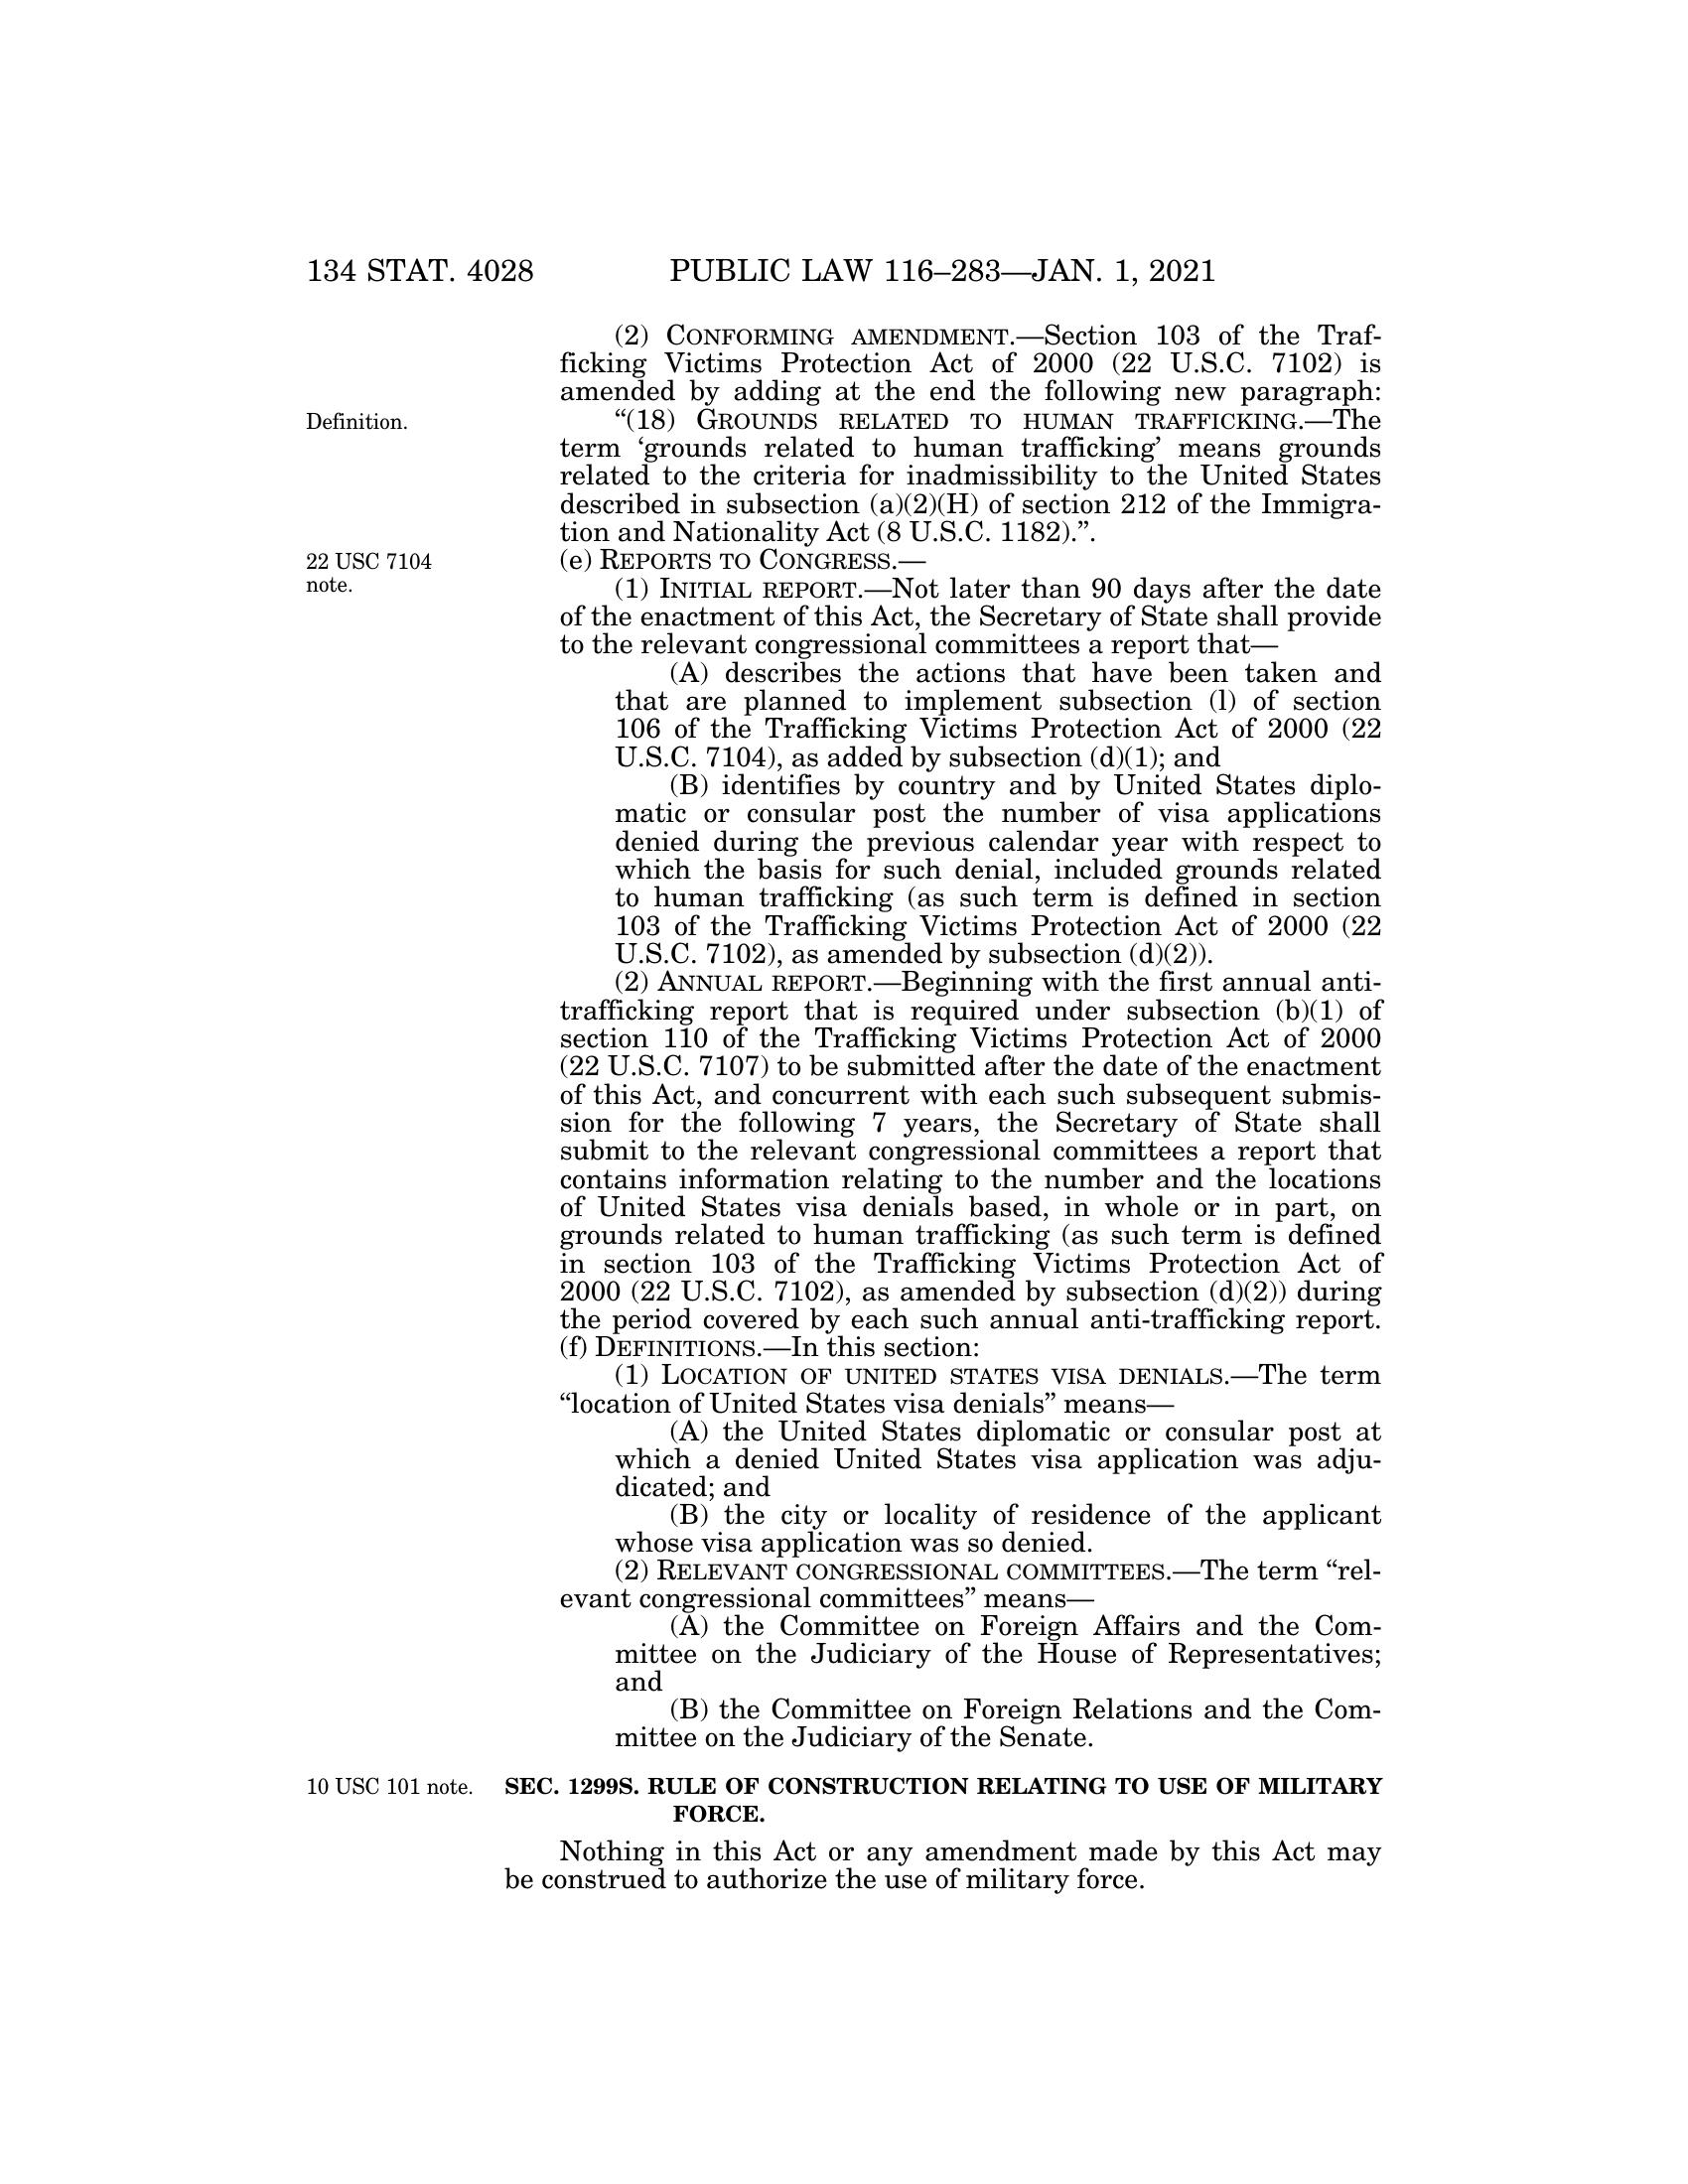 134 STAT. 4028 PUBLIC LAW 116–283—JAN. 1, 2021
(2) CONFORMING AMENDMENT.—Section 103 of the Traf-
ficking Victims Protection Act of 2000 (22 U.S.C. 7102) is
amended by adding at the end the following new paragraph:
Definition.
“(18) GROUNDS RELATED TO HUMAN TRAFFICKING.—The
term ‘grounds related to human trafficking’ means grounds
related to the criteria for inadmissibility to the United States
described in subsection (a)(2)(H) of section 212 of the Immigra-
tion and Nationality Act (8 U.S.C. 1182).”.
22 USC 7104
note.
(e) REPORTS TO CONGRESS.—
(1) INITIAL REPORT.—Not later than 90 days after the date
of the enactment of this Act, the Secretary of State shall provide
to the relevant congressional committees a report that—
(A) describes the actions that have been taken and
that are planned to implement subsection (l) of section
106 of the Trafficking Victims Protection Act of 2000 (22
U.S.C. 7104), as added by subsection (d)(1); and
(B) identifies by country and by United States diplo-
matic or consular post the number of visa applications
denied during the previous calendar year with respect to
which the basis for such denial, included grounds related
to human trafficking (as such term is defined in section
103 of the Trafficking Victims Protection Act of 2000 (22
U.S.C. 7102), as amended by subsection (d)(2)).
(2) ANNUAL REPORT.—Beginning with the first annual anti-
trafficking report that is required under subsection (b)(1) of
section 110 of the Trafficking Victims Protection Act of 2000
(22 U.S.C. 7107) to be submitted after the date of the enactment
of this Act, and concurrent with each such subsequent submis-
sion for the following 7 years, the Secretary of State shall
submit to the relevant congressional committees a report that
contains information relating to the number and the locations
of United States visa denials based, in whole or in part, on
grounds related to human trafficking (as such term is defined
in section 103 of the Trafficking Victims Protection Act of
2000 (22 U.S.C. 7102), as amended by subsection (d)(2)) during
the period covered by each such annual anti-trafficking report.
(f) DEFINITIONS.—In this section:
(1) LOCATION OF UNITED STATES VISA DENIALS.—The term
“location of United States visa denials” means—
(A) the United States diplomatic or consular post at
which a denied United States visa application was adju-
dicated; and
(B) the city or locality of residence of the applicant
whose visa application was so denied.
(2) RELEVANT CONGRESSIONAL COMMITTEES.—The term “rel-
evant congressional committees” means—
(A) the Committee on Foreign Affairs and the Com-
mittee on the Judiciary of the House of Representatives;
and
(B) the Committee on Foreign Relations and the Com-
mittee on the Judiciary of the Senate.
10 USC 101 note.
SEC. 1299S. RULE OF CONSTRUCTION RELATING TO USE OF MILITARY
FORCE.
Nothing in this Act or any amendment made by this Act may
be construed to authorize the use of military force.